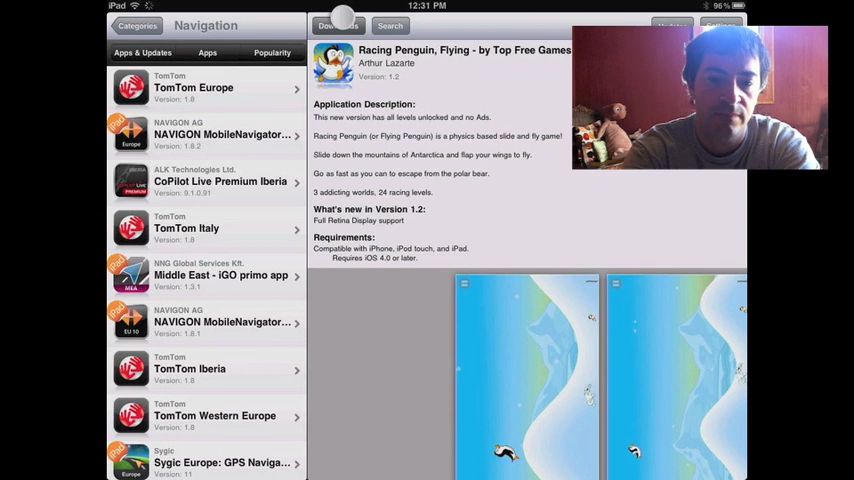 iPad
12:31 PM
96%
Categories
Navigation
Apps & Updates
Apps
Popularity
TomTom
TomTom Europe
Version: 1.8
NAVIGON AG
NAVIGON MobileNavigator...
Version: 1.8.2
ALK Technologies Ltd.
CoPilot Live Premium Iberia
Version: 9.1.0.91
TomTom
TomTom Italy
Version: 1.8
NNG Global Services Kft.
Middle East - iGO primo app
Version: 1.3.1
NAVIGON AG
NAVIGON MobileNavigator...
Version: 1.8.1
TomTom
TomTom Iberia
Version: 1.8
TomTom
TomTom Western Europe
Version: 1.8
Sygic
Sygic Europe: GPS Naviga...
Version: 11
Search
Racing Penguin, Flying - by Top Free Games
Arthur Lazarte
Version: 1.2
Application Description:
This new version has all levels unlocked and no Ads.
Racing Penguin (or Flying Penguin) is a physics based slide and fly game!
Slide down the mountains of Antarctica and flap your wings to fly.
Go as fast as you can to escape from the polar bear.
3 addicting worlds, 24 racing levels.
What's new in Version 1.2:
Full Retina Display support
Requirements:
Compatible with iPhone, iPod touch, and iPad.
Requires iOS 4.0 or later.